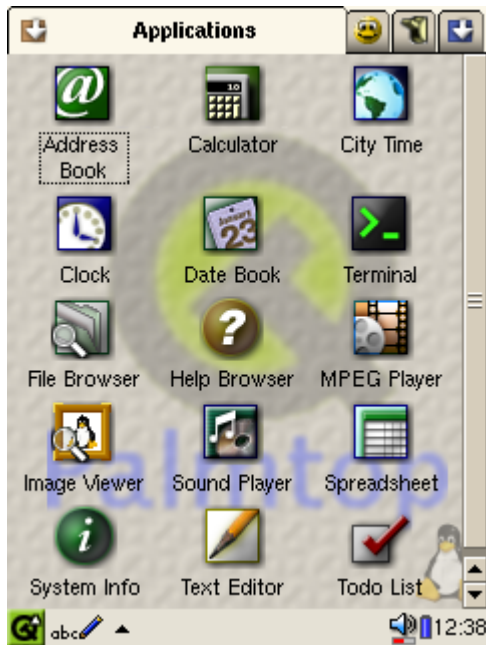 Applications
Address Book
Calculator
City Time
Clock
Date Book
Terminal
File Browser
Help Browser
MPEG Player
Image Viewer
Sound Player
Spreadsheet
System Info
Text Editor
Todo List
Palmtop
abc
12:38